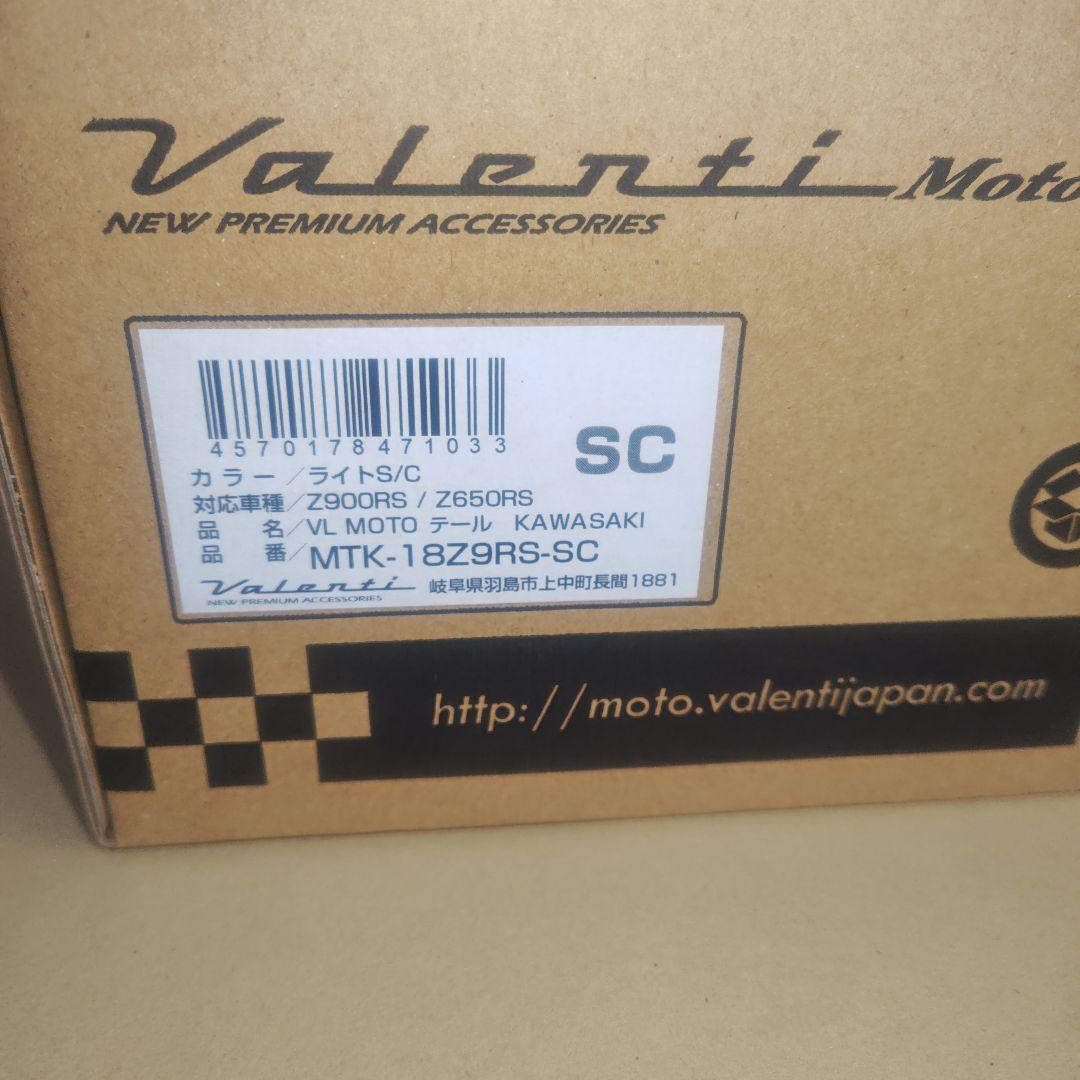 Valenti Moto
NEW PREMIUM ACCESSORIES
4570178471033
SC
カラー／ライトS/C
対応車種／Z900RS / Z650RS
品　名／VL MOTO テール　KAWASAKI
品　番／MTK-18Z9RS-SC
Valenti 岐阜県羽島市上中町長間1881
NEW PREMIUM ACCESSORIES
http://moto.valentijapan.com